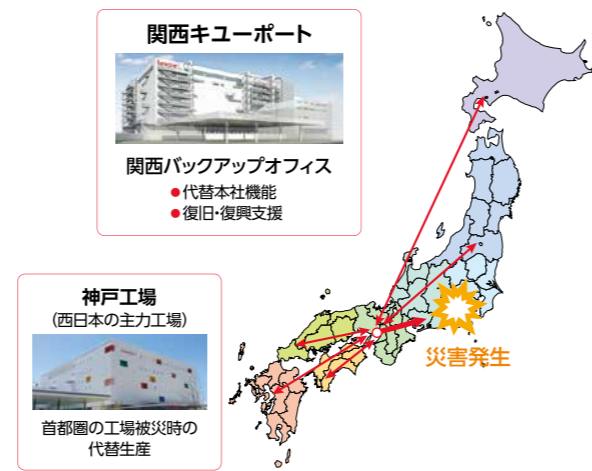 関西キユーポート
関西バックアップオフィス
●代替本社機能
●復旧・復興支援
神戸工場
(西日本の主力工場)
首都圏の工場被災時の
代替生産
災害発生